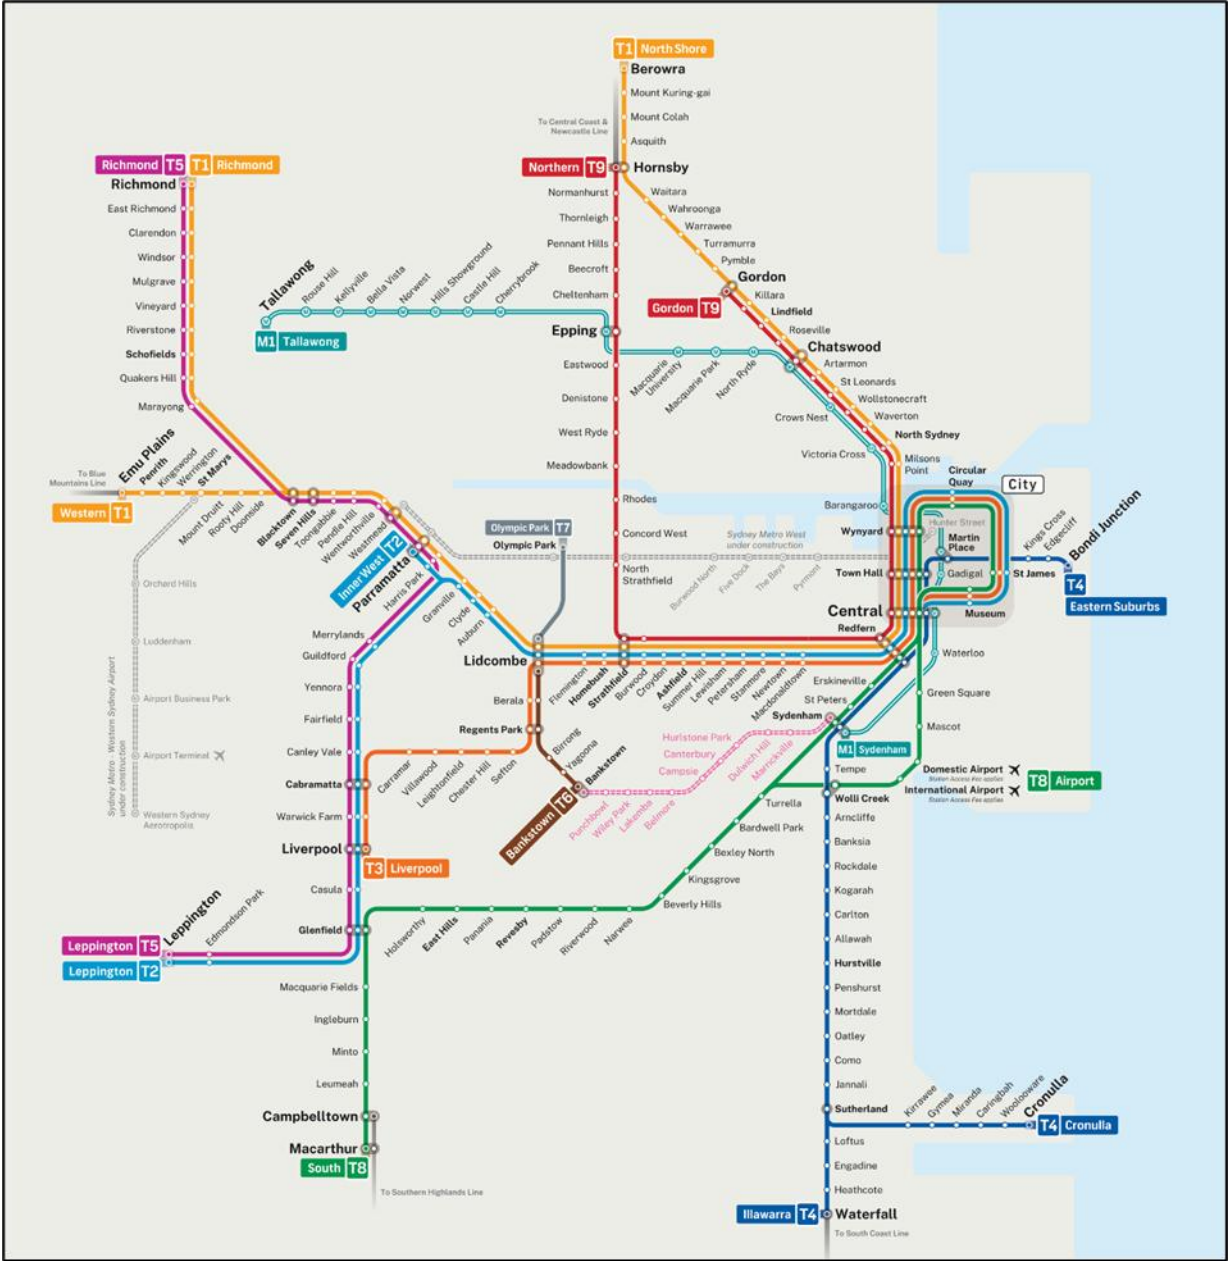 T1 North Shore
Berowra
Mount Kuring-gai
Mount Colah
To Central Coast &
Newcastle Line
Asquith
Northern T9
Hornsby
Richmond T5
T1 Richmond
Richmond
East Richmond
Clarendon
Windsor
Mulgrave
Vineyard
Riverstone
Schofields
Quakers Hill
Marayong
Normanhurst
Thornleigh
Pennant Hills
Beecroft
Cheltenham
Epping
Eastwood
Denistone
West Ryde
Meadowbank
Rhodes
Concord West
North
Strathfield
Waitara
Wahroonga
Warrawee
Turramurra
Pymble
Gordon
Gordon T9
Killara
Lindfield
Roseville
Chatswood
Artarmon
St Leonards
Wollstonecraft
Waverton
North Sydney
Milsons
Point
Tallawong
M1 Tallawong
Rouse Hill
Kellyville
Bella Vista
Norwest
Hills Showground
Castle Hill
Cherrybrook
Macquarie
University
Macquarie Park
North Ryde
Crows Nest
Victoria Cross
Barangaroo
Circular
Quay
City
Wynyard
Hunter Street
Martin
Place
Town Hall
Gadigal
St James
Central
Museum
Redfern
Kings Cross
Edgecliff
Bondi Junction
T4
Eastern Suburbs
To Blue
Mountains Line
Western T1
Emu Plains
Penrith
Kingswood
Werrington
St Marys
Mount Druitt
Rooty Hill
Doonside
Blacktown
Seven Hills
Toongabbie
Pendle Hill
Wentworthville
Westmead
Inner West T2
Parramatta
Harris Park
Granville
Clyde
Auburn
Lidcombe
Olympic Park T7
Olympic Park
Sydney Metro West
under construction
Burwood North
Five Dock
The Bays
Pyrmont
Orchard Hills
Luddenham
Airport Business Park
Airport Terminal
Western Sydney
Aerotropolis
Sydney Metro - Western Sydney Airport
under construction
Merrylands
Guildford
Yennora
Fairfield
Canley Vale
Cabramatta
Warwick Farm
Liverpool
T3 Liverpool
Casula
Glenfield
Flemington
Homebush
Strathfield
Burwood
Croydon
Ashfield
Summer Hill
Lewisham
Petersham
Stanmore
Newtown
Macdonaldtown
Berala
Regents Park
Birrong
Yagoona
Bankstown
Bankstown T6
Carramar
Villawood
Leightonfield
Chester Hill
Sefton
Punchbowl
Wiley Park
Lakemba
Belmore
Campsie
Canterbury
Hurlstone Park
Dulwich Hill
Marrickville
Erskineville
St Peters
Sydenham
M1 Sydenham
Waterloo
Green Square
Mascot
Domestic Airport
Station Access Fee applies
International Airport
Station Access Fee applies
T8 Airport
Tempe
Wolli Creek
Arncliffe
Banksia
Rockdale
Kogarah
Carlton
Allawah
Hurstville
Penshurst
Mortdale
Oatley
Como
Jannali
Sutherland
Kirrawee
Gymea
Miranda
Caringbah
Woolooware
Cronulla
T4 Cronulla
Loftus
Engadine
Heathcote
Illawarra T4
Waterfall
To South Coast Line
Turrella
Bardwell Park
Bexley North
Kingsgrove
Beverly Hills
Narwee
Riverwood
Padstow
Revesby
Panania
East Hills
Holsworthy
Leppington
Edmondson Park
Leppington T5
Leppington T2
Macquarie Fields
Ingleburn
Minto
Leumeah
Campbelltown
Macarthur
South T8
To Southern Highlands Line